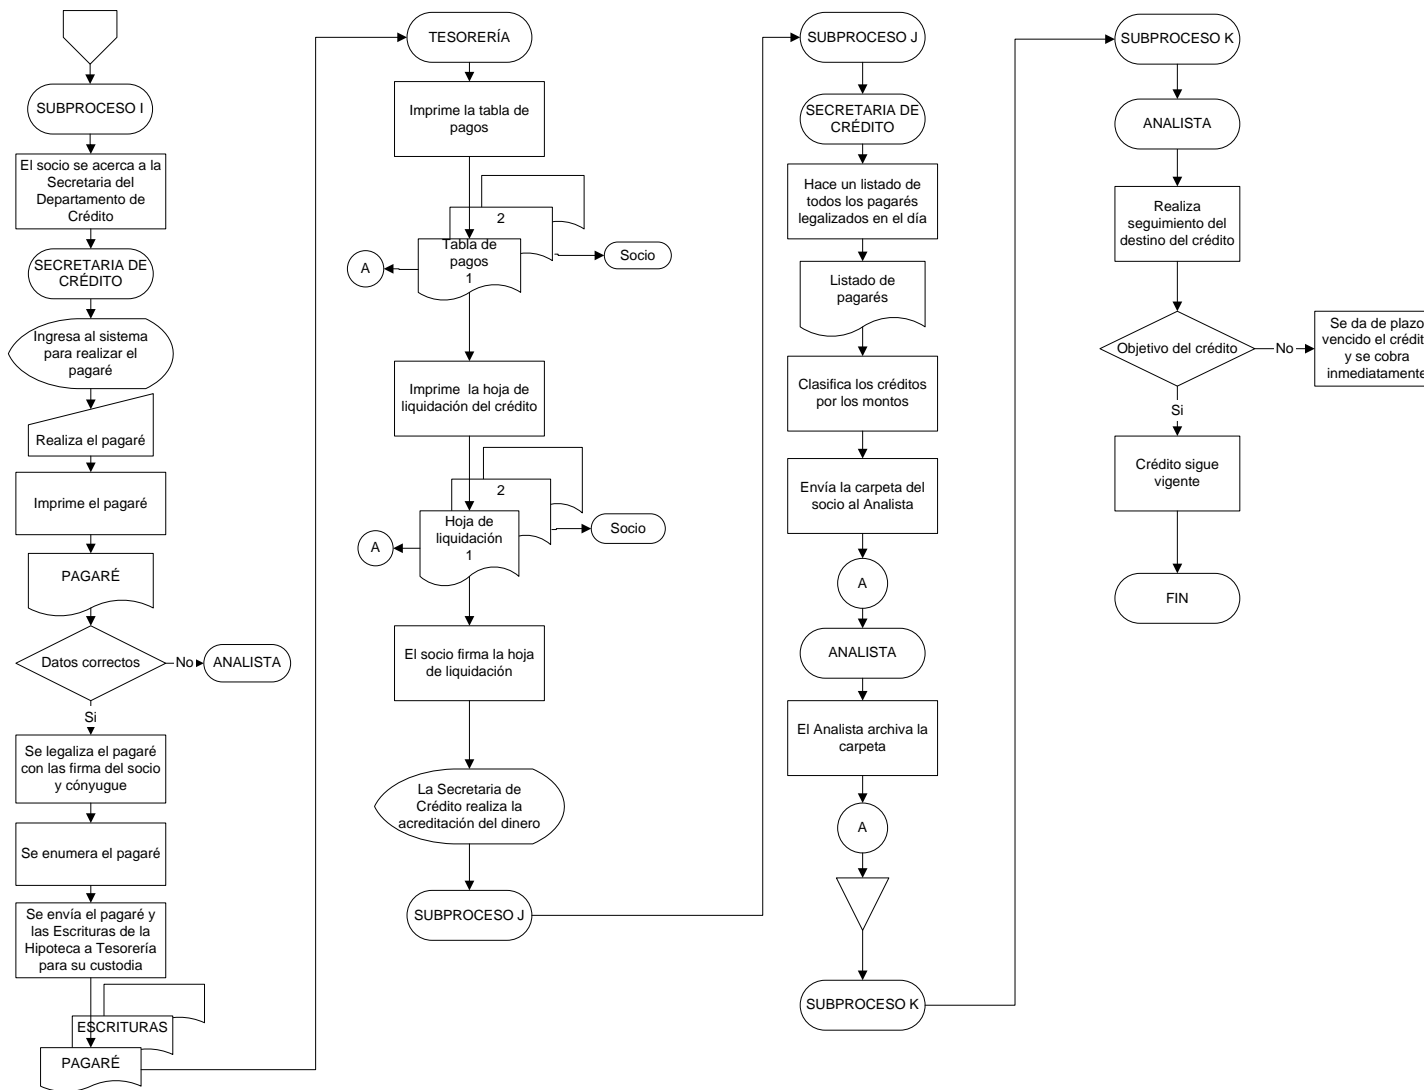 SUBPROCESO I
El socio se acerca a la
Secretaria del
Departamento de
Crédito
SECRETARIA DE
CRÉDITO
Ingresa al sistema
para realizar el
pagaré
Realiza el pagaré
Imprime el pagaré
PAGARÉ
Datos correctos
No
ANALISTA
Si
Se legaliza el pagaré
con las firma del socio
y cónyugue
Se enumera el pagaré
Se envía el pagaré y
las Escrituras de la
Hipoteca a Tesorería
para su custodia
ESCRITURAS
PAGARÉ
TESORERÍA
Imprime la tabla de
pagos
2
Tabla de
pagos
1
A
Socio
Imprime  la hoja de
liquidación del crédito
2
Hoja de
liquidación
1
A
Socio
El socio firma la hoja
de liquidación
La Secretaria de
Crédito realiza la
acreditación del dinero
SUBPROCESO J
SUBPROCESO J
SECRETARIA DE
CRÉDITO
Hace un listado de
todos los pagarés
legalizados en el día
Listado de
pagarés
Clasifica los créditos
por los montos
Envía la carpeta del
socio al Analista
A
ANALISTA
El Analista archiva la
carpeta
A
SUBPROCESO K
SUBPROCESO K
ANALISTA
Realiza
seguimiento del
destino del crédito
Objetivo del crédito
No
Se da de plazo
vencido el crédit
y se cobra
inmediatamente
Si
Crédito sigue
vigente
FIN